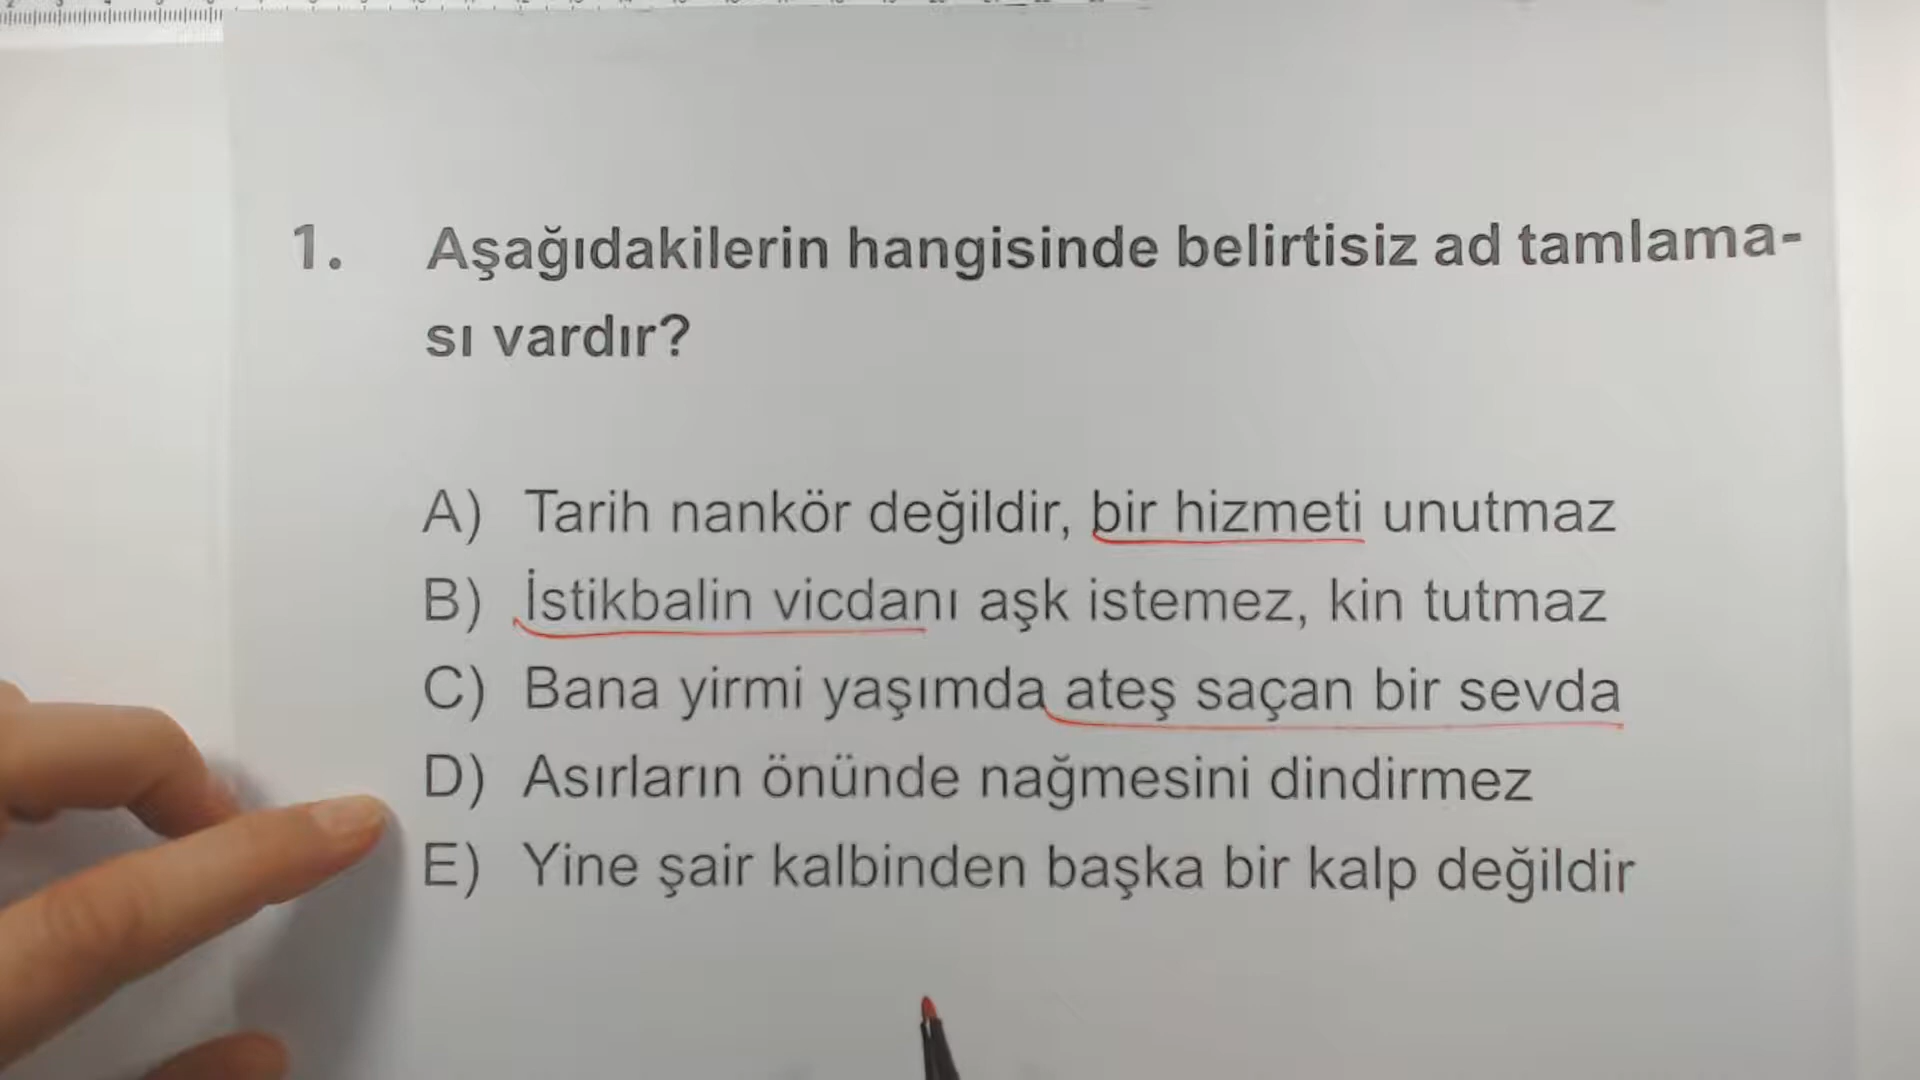 1. Aşağıdakilerin hangisinde belirtisiz ad tamlama-
sı vardır?
A) Tarih nankör değildir, bir hizmeti unutmaz
B) İstikbalin vicdanı aşk istemez, kin tutmaz
C) Bana yirmi yaşımda ateş saçan bir sevda
D) Asırların önünde nağmesini dindirmez
E) Yine şair kalbinden başka bir kalp değildir